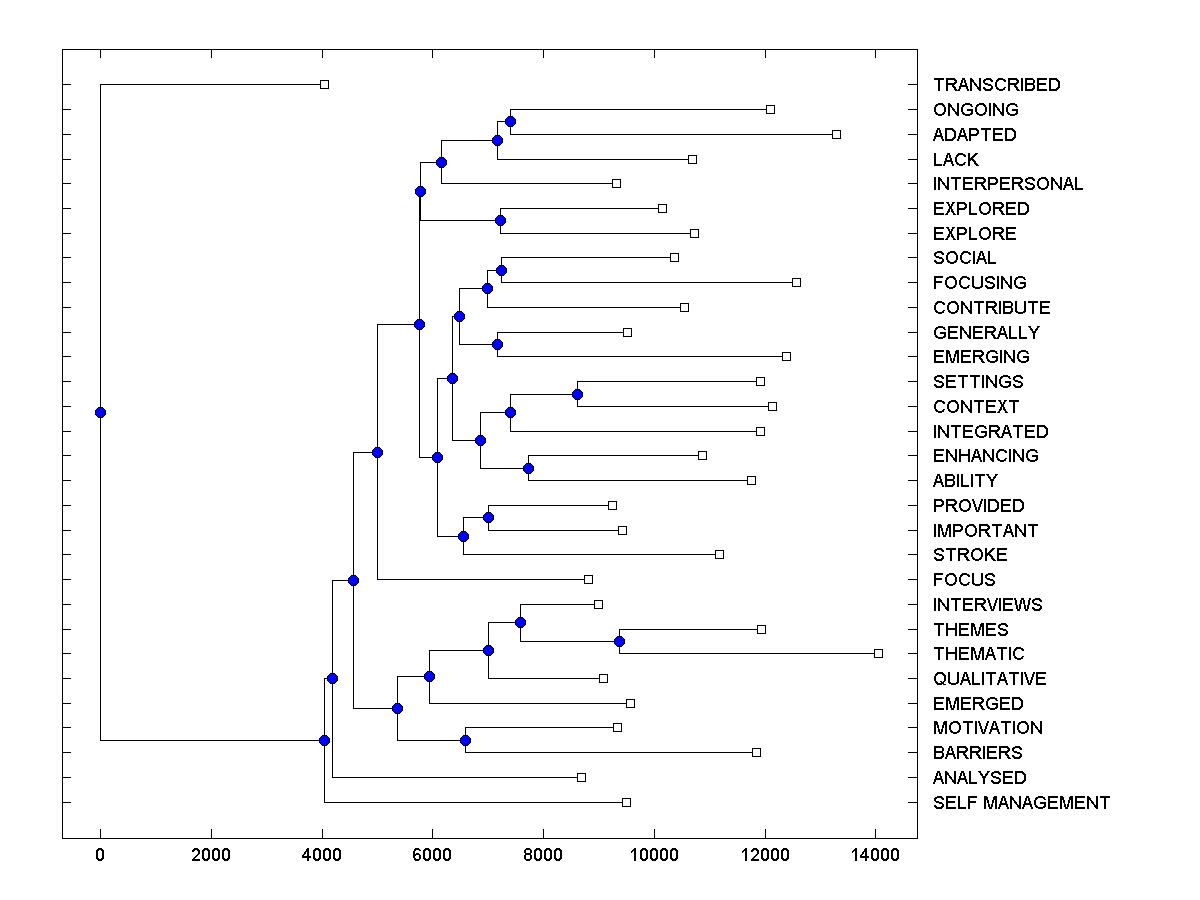 TRANSCRIBED
ONGOING
ADAPTED
LACK
INTERPERSONAL
EXPLORED
EXPLORE
SOCIAL
FOCUSING
CONTRIBUTE
GENERALLY
EMERGING
SETTINGS
CONTEXT
INTEGRATED
ENHANCING
ABILITY
PROVIDED
IMPORTANT
STROKE
FOCUS
INTERVIEWS
THEMES
THEMATIC
QUALITATIVE
EMERGED
MOTIVATION
BARRIERS
ANALYSED
SELF MANAGEMENT
0 2000 4000 6000 8000 10000 12000 14000